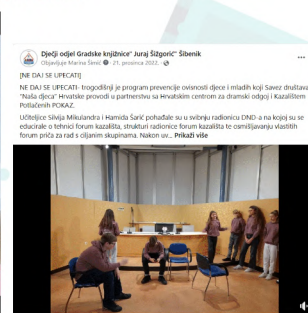 Dječji odjel Gradske knjižnice" Juraj Šižgorić" Šibenik
Objavljuje Marina Šimić · 21. prosinca 2022. ·
[NE DAJ SE UPECATI]
NE DAJ SE UPECATI- trogodišnji je program prevencije ovisnosti djece i mladih koji Savez društava
"Naša djeca" Hrvatske provodi u partnerstvu sa Hrvatskim centrom za dramski odgoj i Kazalištem
Potlačenih POKAZ.
Učiteljice Silvija Mikulandra i Hamida Šarić pohađale su u svibnju radionicu DND-a na kojoj su se
educirale o tehnici forum kazališta, strukturi radionice forum kazališta te osmišljavanju vlastitih
forum priča za rad s ciljanim skupinama. Nakon uv... Prikaži više